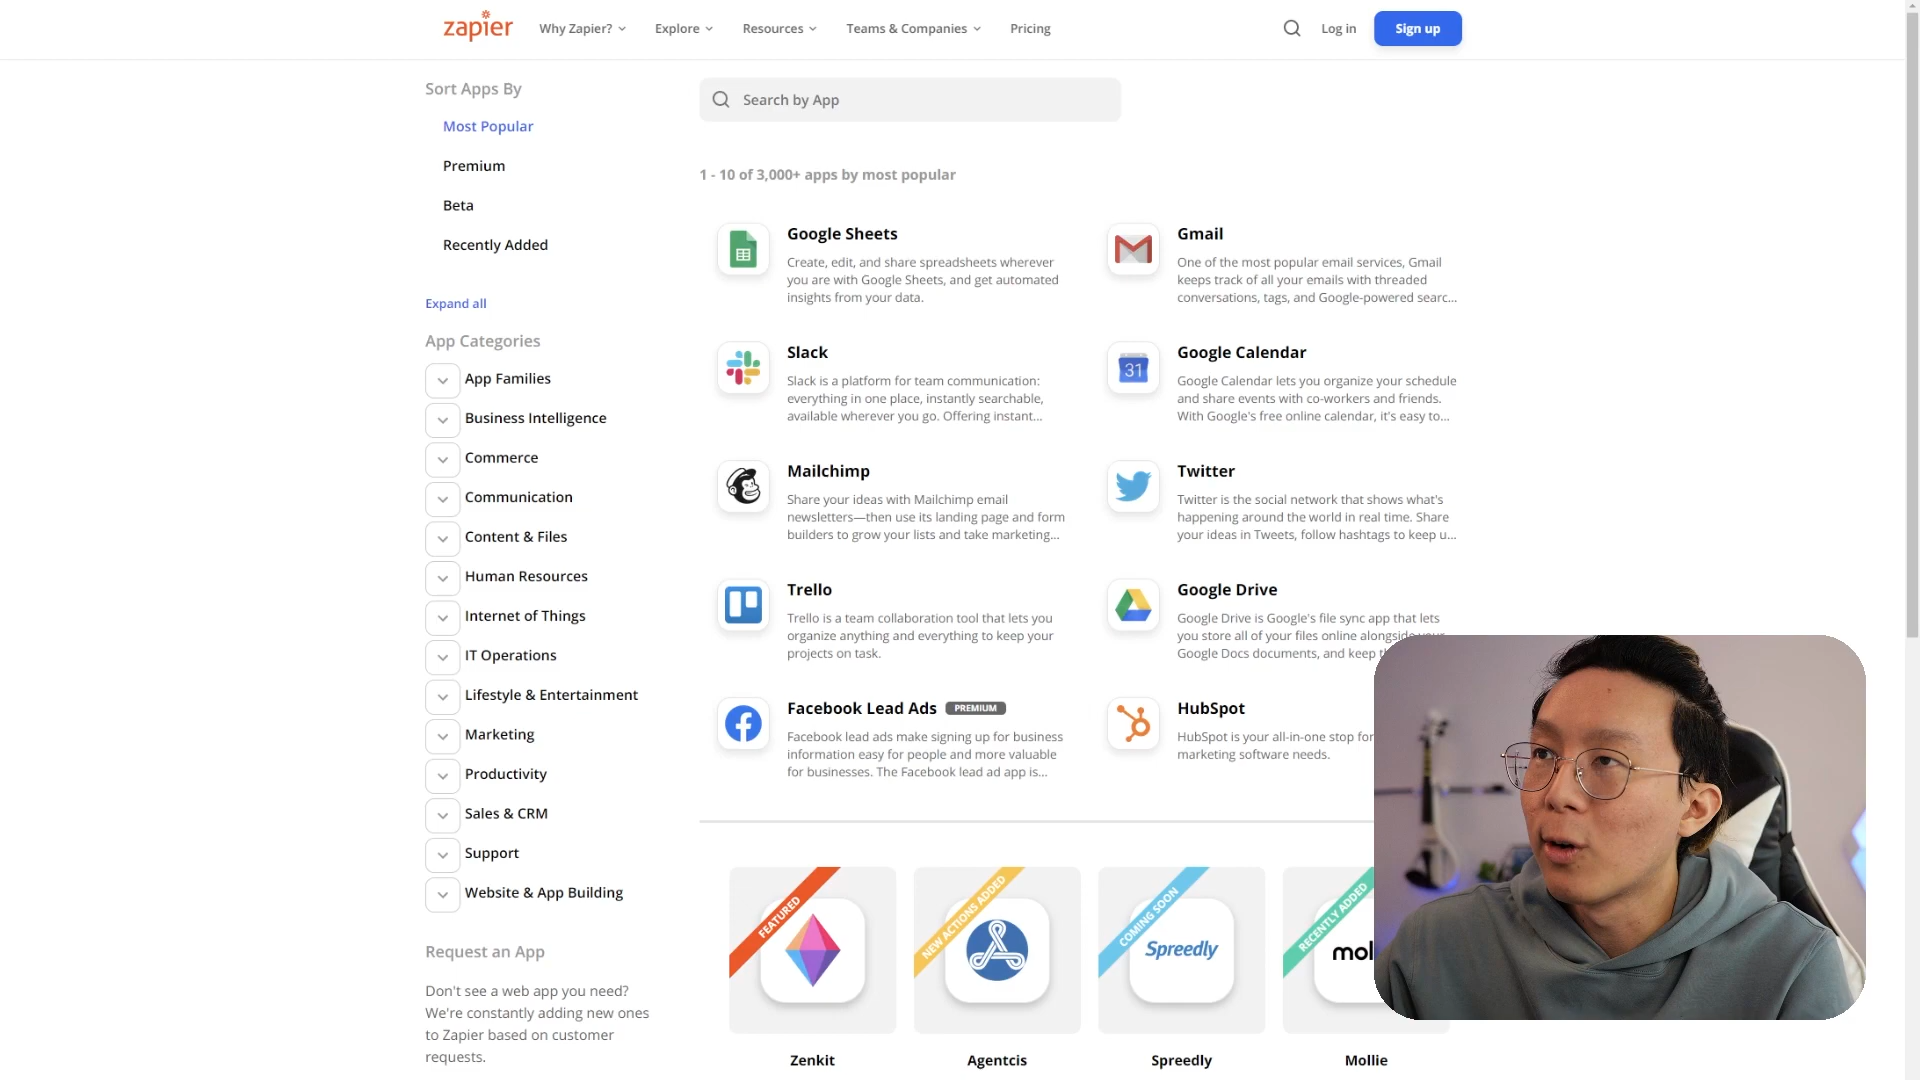 zapier
Why Zapier?
Explore
Resources
Teams & Companies
Pricing
Log in
Sign up
Sort Apps By
Most Popular
Premium
Beta
Recently Added
Expand all
App Categories
App Families
Business Intelligence
Commerce
Communication
Content & Files
Human Resources
Internet of Things
IT Operations
Lifestyle & Entertainment
Marketing
Productivity
Sales & CRM
Support
Website & App Building
Request an App
Don't see a web app you need?
We're constantly adding new ones
to Zapier based on customer
requests.
Search by App
1 - 10 of 3,000+ apps by most popular
Google Sheets
Create, edit, and share spreadsheets wherever
you are with Google Sheets, and get automated
insights from your data.
Gmail
One of the most popular email services, Gmail
keeps track of all your emails with threaded
conversations, tags, and Google-powered searc...
Slack
Slack is a platform for team communication:
everything in one place, instantly searchable,
available wherever you go. Offering instant...
31
Google Calendar
Google Calendar lets you organize your schedule
and share events with co-workers and friends.
With Google's free online calendar, it's easy to...
Mailchimp
Share your ideas with Mailchimp email
newsletters—then use its landing page and form
builders to grow your lists and take marketing...
Twitter
Twitter is the social network that shows what's
happening around the world in real time. Share
your ideas in Tweets, follow hashtags to keep u...
Trello
Trello is a team collaboration tool that lets you
organize anything and everything to keep your
projects on task.
Google Drive
Google Drive is Google's file sync app that lets
you store all of your files online alongside your
Google Docs documents, and keep
Facebook Lead Ads PREMIUM
Facebook lead ads make signing up for business
information easy for people and more valuable
for businesses. The Facebook lead ad app is...
HubSpot
HubSpot is your all-in-one stop for
marketing software needs.
FEATURED
Zenkit
NEW ACTIONS ADDED
Agentcis
COMING SOON
Spreedly
Spreedly
RECENTLY ADDED
mol
Mollie